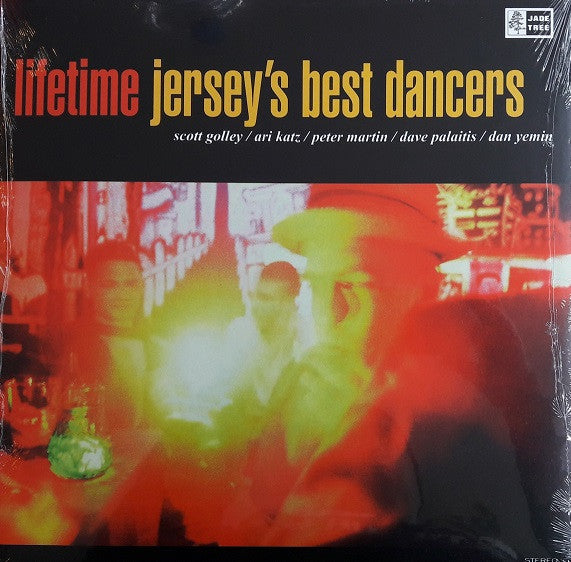 JADE
TREE
lifetime jersey's best dancers
scott golley / ari katz / peter martin / dave palaitis / dan yemin
STEREO